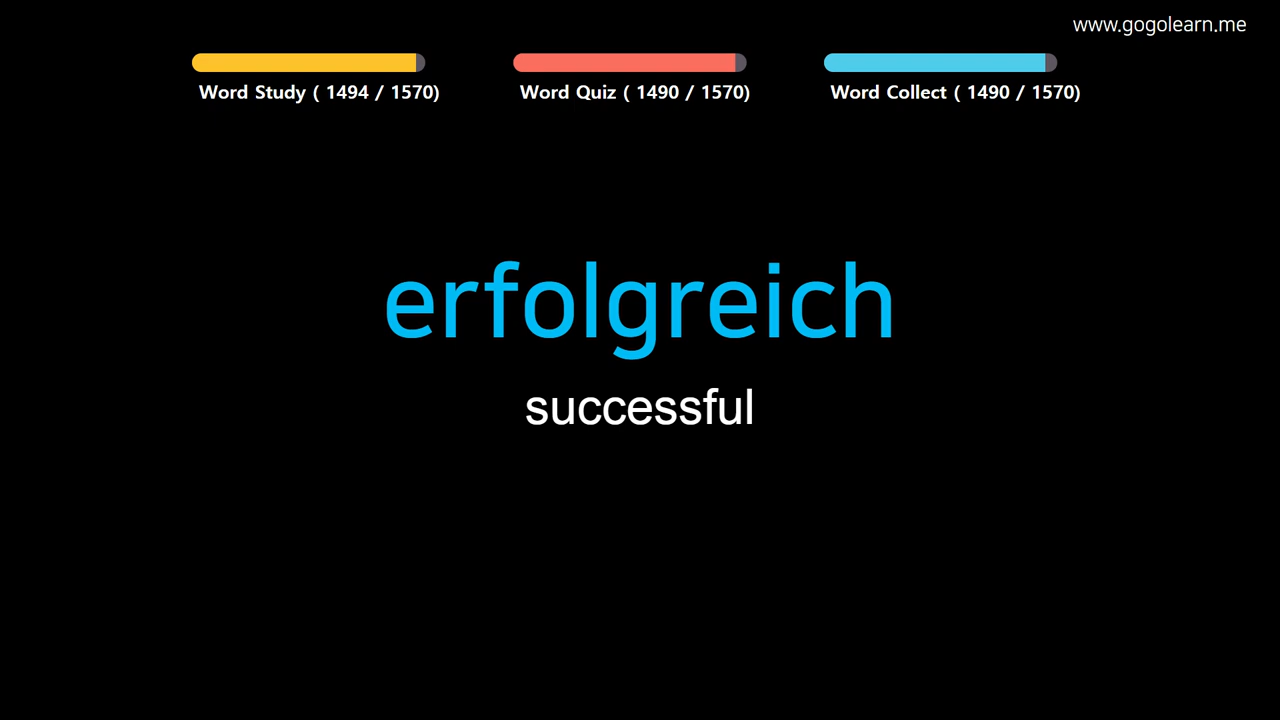 www.gogolearn.me
Word Study ( 1494 / 1570)
Word Quiz ( 1490 / 1570)
Word Collect ( 1490 / 1570)
erfolgreich
successful